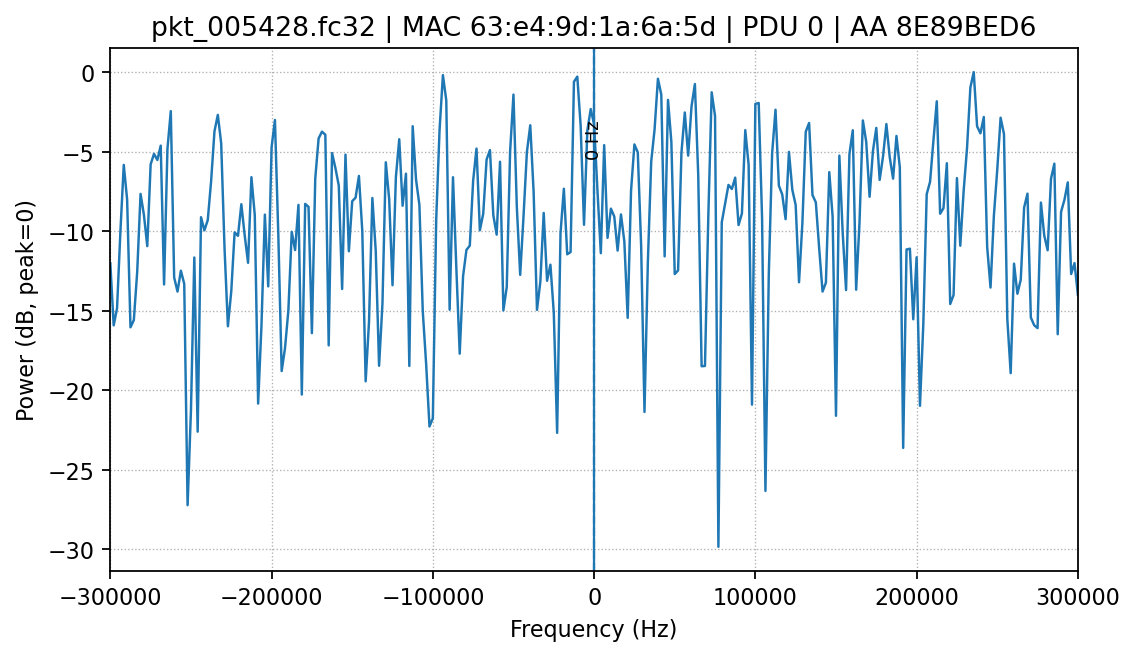 pkt_005428.fc32 | MAC 63:e4:9d:1a:6a:5d | PDU 0 | AA 8E89BED6
0
−5
−10
−15
−20
−25
−30
Power (dB, peak=0)
0 Hz
−300000 −200000 −100000 0 100000 200000 300000
Frequency (Hz)